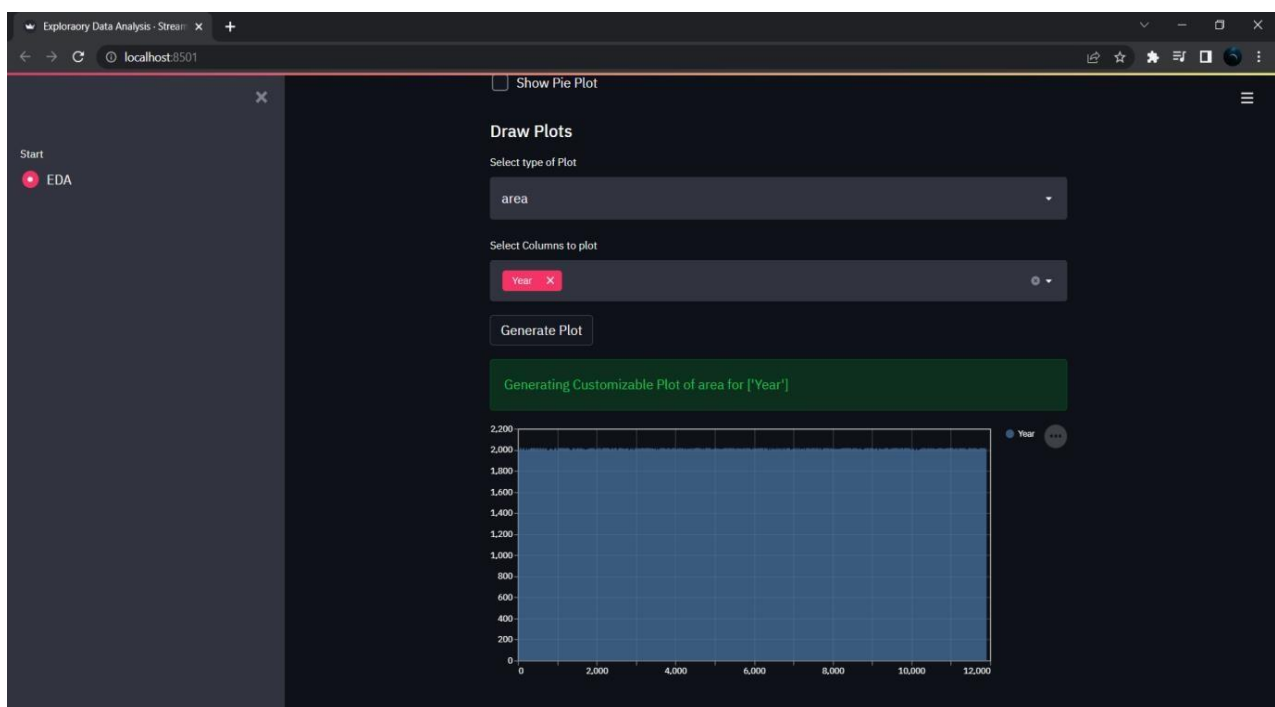 Exploraory Data Analysis · Stream
localhost:8501
Show Pie Plot
Start
EDA
Draw Plots
Select type of Plot
area
Select Columns to plot
Year
Generate Plot
Generating Customizable Plot of area for ['Year']
Year
2,200
2,000
1,800
1,600
1,400
1,200
1,000
800
600
400
200
0
0 2,000 4,000 6,000 8,000 10,000 12,000